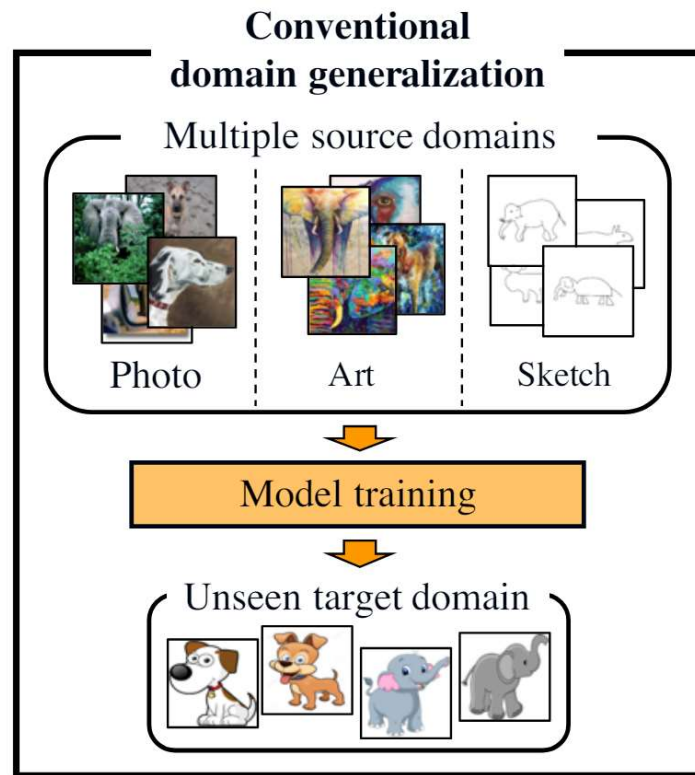 Conventional
domain generalization
Multiple source domains
Photo
Art
Sketch
Model training
Unseen target domain